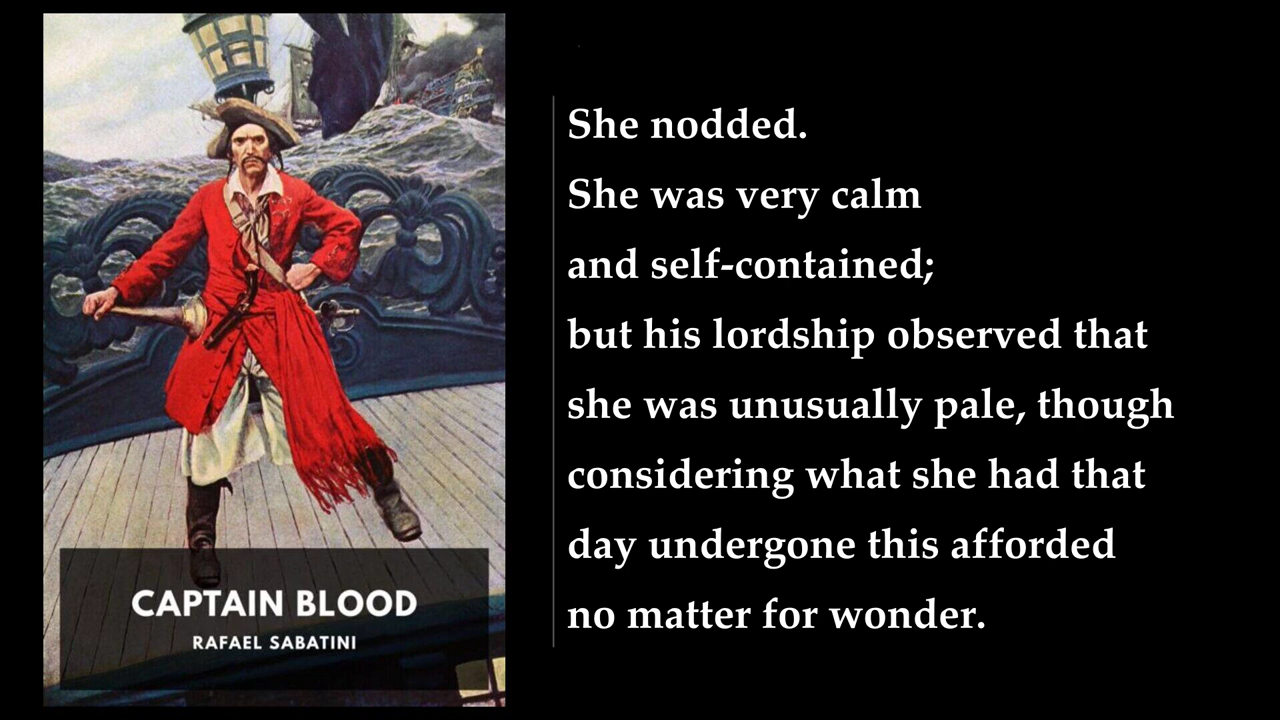 CAPTAIN BLOOD
RAFAEL SABATINI
She nodded.
She was very calm
and self-contained;
but his lordship observed that
she was unusually pale, though
considering what she had that
day undergone this afforded
no matter for wonder.